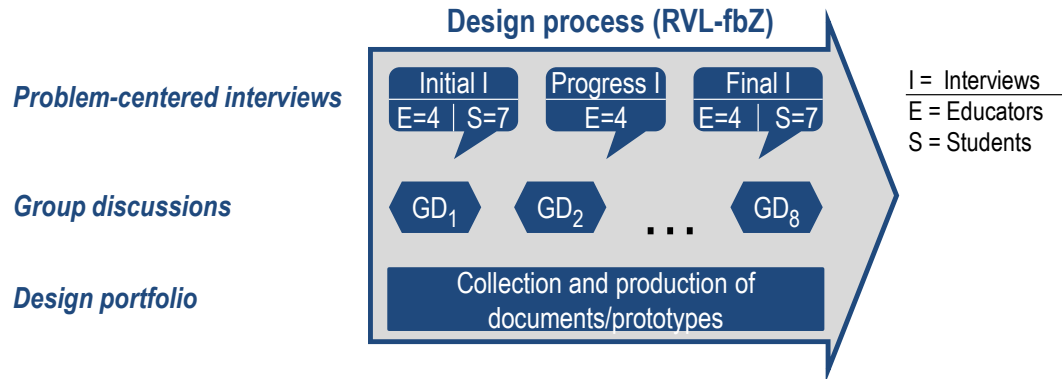 Design process (RVL-fbZ)
Problem-centered interviews
Initial I
E=4 | S=7
Progress I
E=4
Final I
E=4 | S=7
I = Interviews
E = Educators
S = Students
Group discussions
GD1
GD2
...
GD8
Design portfolio
Collection and production of
documents/prototypes